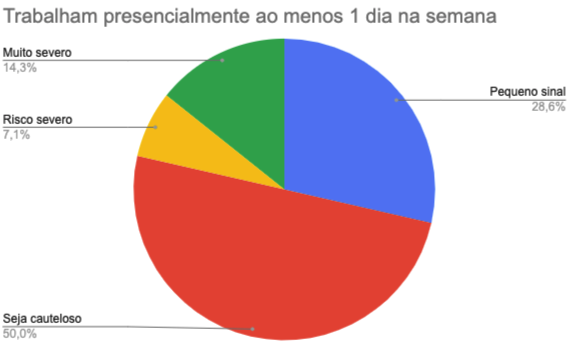 Trabalham presencialmente ao menos 1 dia na semana
Muito severo
14,3%
Pequeno sinal
28,6%
Risco severo
7,1%
Seja cauteloso
50,0%